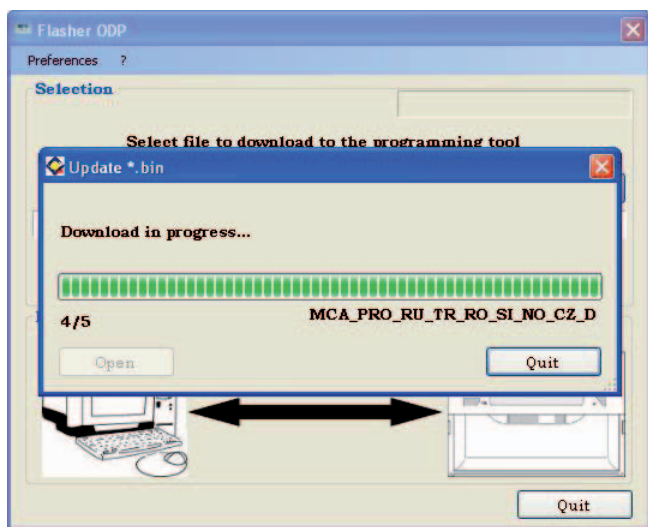 Flasher ODP
Preferences ?
Selection
Select file to download to the programming tool
Update *.bin
Download in progress...
4/5 MCA_PRO_RU_TR_RO_SI_NO_CZ_D
Open Quit
Quit